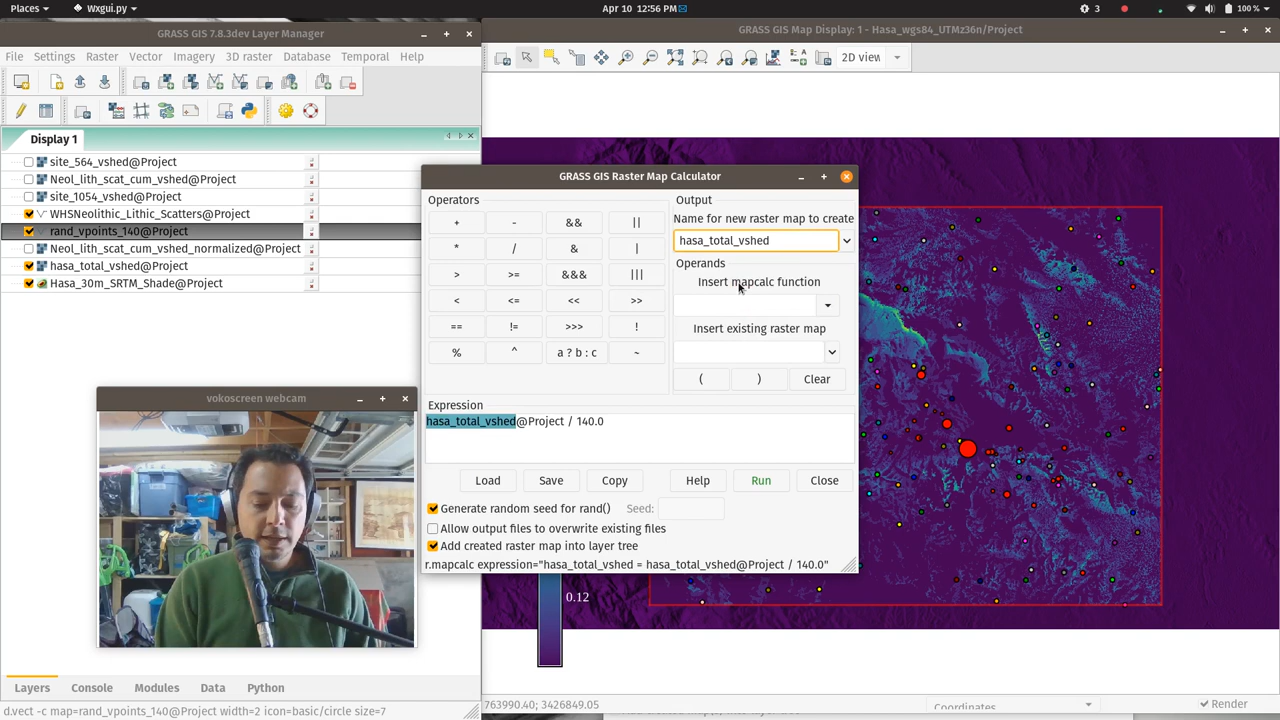 Places
Wxgui.py
Apr 10 12:56 PM
3
100 %
GRASS GIS 7.8.3dev Layer Manager
GRASS GIS Map Display: 1 - Hasa_wgs84_UTMz36n/Project
File Settings Raster Vector Imagery 3D raster Database Temporal Help
2D view
Display 1
site_564_vshed@Project
Neol_lith_scat_cum_vshed@Project
site_1054_vshed@Project
WHSNeolithic_Lithic_Scatters@Project
rand_vpoints_140@Project
Neol_lith_scat_cum_vshed_normalized@Project
hasa_total_vshed@Project
Hasa_30m_SRTM_Shade@Project
vokoscreen webcam
GRASS GIS Raster Map Calculator
Operators
+ - && ||
* / & |
> >= &&& |||
< <= << >>
== != >>> !
% ^ a ? b : c ~
Output
Name for new raster map to create
hasa_total_vshed
Operands
Insert mapcalc function
Insert existing raster map
( ) Clear
Expression
hasa_total_vshed@Project / 140.0
Load Save Copy Help Run Close
Generate random seed for rand() Seed:
Allow output files to overwrite existing files
Add created raster map into layer tree
r.mapcalc expression="hasa_total_vshed = hasa_total_vshed@Project / 140.0"
0.12
Layers Console Modules Data Python
d.vect -c map=rand_vpoints_140@Project width=2 icon=basic/circle size=7
763990.40; 3426849.05
Coordinates
Render